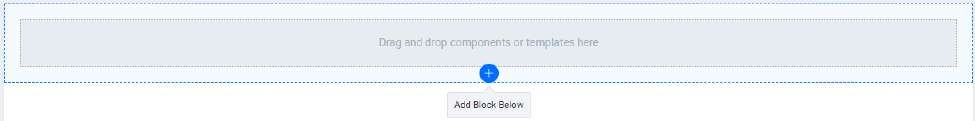 Drag and drop components or templates here
Add Block Below